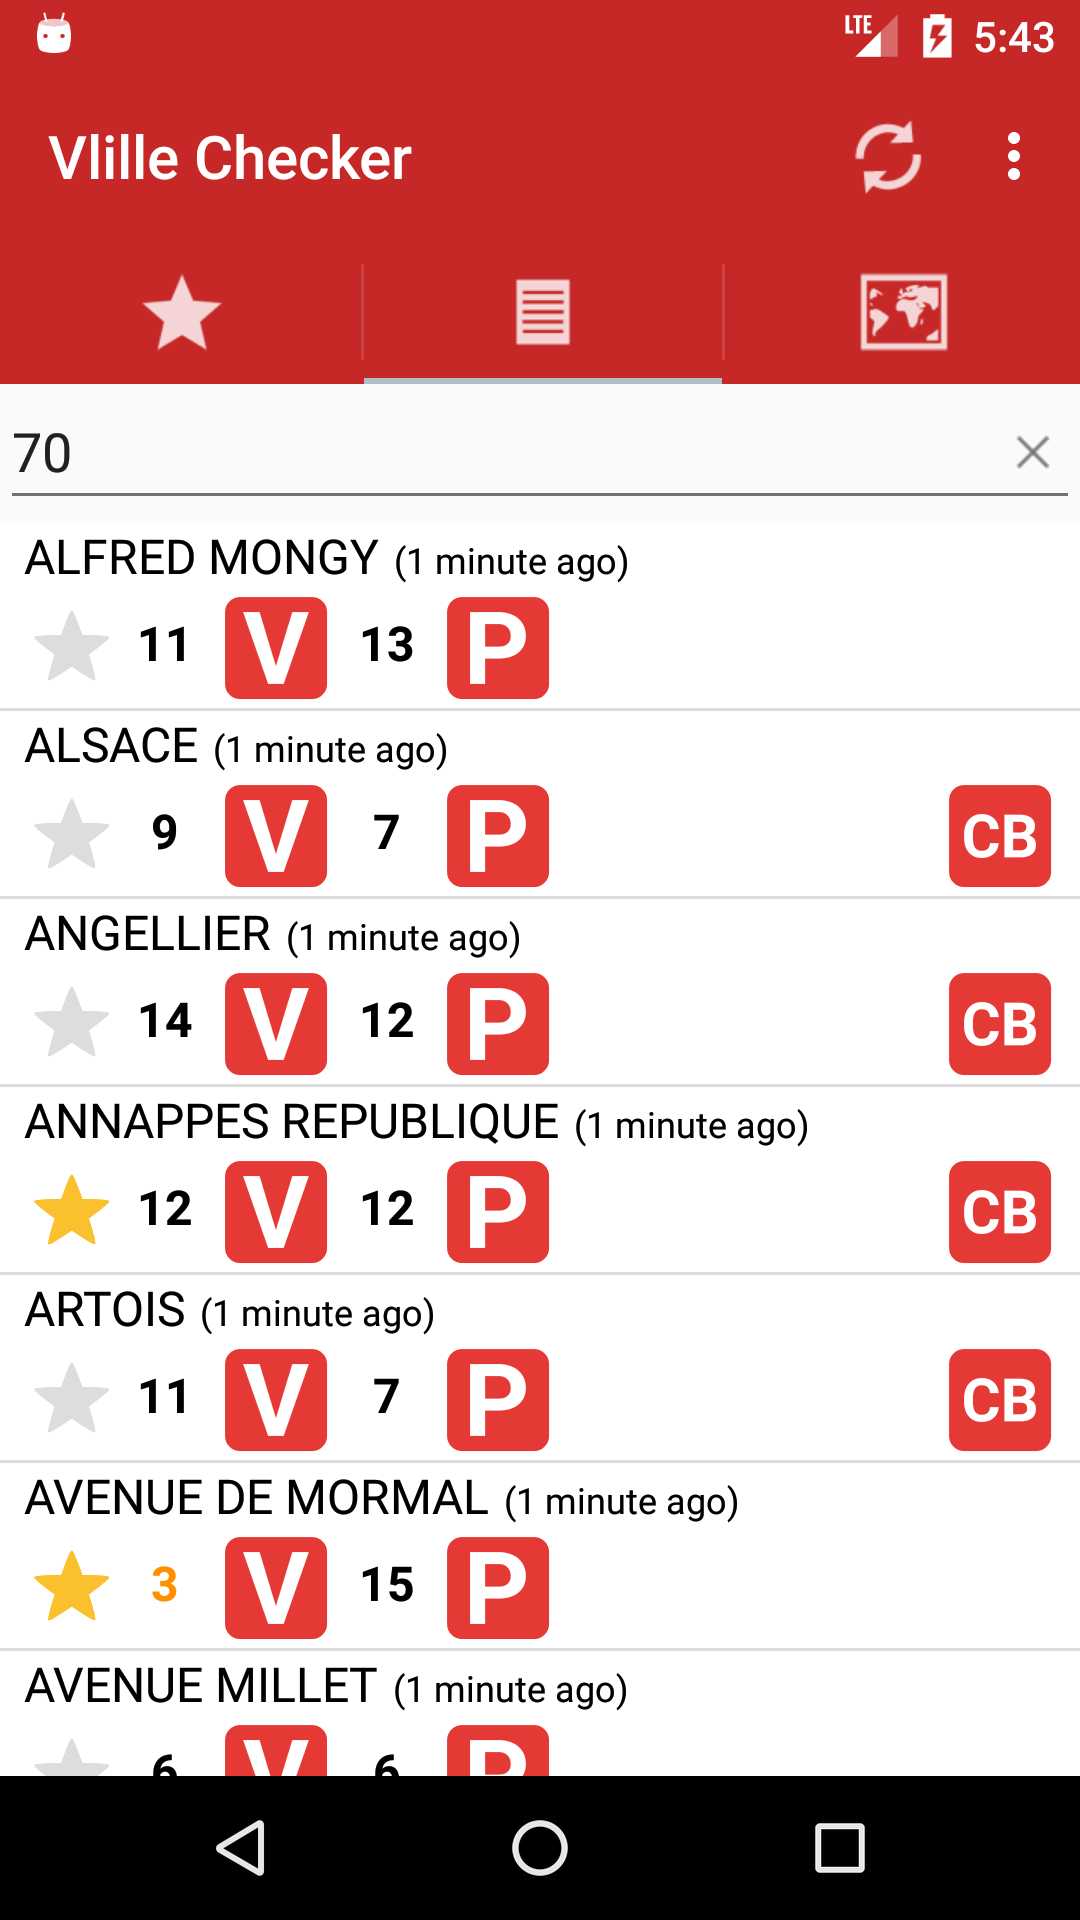 LTE 5:43
Vlille Checker
70
ALFRED MONGY (1 minute ago)
11 V 13 P
ALSACE (1 minute ago)
9 V 7 P CB
ANGELLIER (1 minute ago)
14 V 12 P CB
ANNAPPES REPUBLIQUE (1 minute ago)
12 V 12 P CB
ARTOIS (1 minute ago)
11 V 7 P CB
AVENUE DE MORMAL (1 minute ago)
3 V 15 P
AVENUE MILLET (1 minute ago)
6 V 6 P